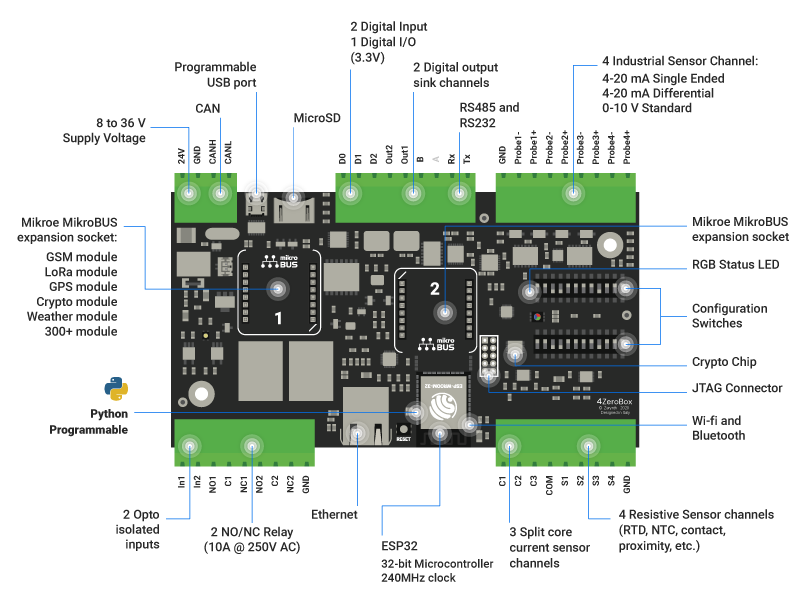 2 Digital Input
1 Digital I/O
(3.3V)
Programmable
USB port
2 Digital output
sink channels
4 Industrial Sensor Channel:
4-20 mA Single Ended
4-20 mA Differential
0-10 V Standard
CAN
MicroSD
RS485 and
RS232
8 to 36 V
Supply Voltage
24V
GND
CANH
CANL
D0
D1
D2
Out2
Out1
B
A
Rx
Tx
GND
Probe1-
Probe1+
Probe2-
Probe2+
Probe3-
Probe3+
Probe4-
Probe4+
Mikroe MikroBUS
expansion socket:
GSM module
LoRa module
GPS module
Crypto module
Weather module
300+ module
mikro
BUS
1
2
mikro
BUS
Mikroe MikroBUS
expansion socket
RGB Status LED
Configuration
Switches
Crypto Chip
JTAG Connector
Python
Programmable
ESP-WROOM-32
RESET
4ZeroBox
© Zerynth 2020
Designed in Italy
Wi-fi and
Bluetooth
In1
In2
NO1
C1
NC1
NO2
C2
NC2
GND
C1
C2
C3
COM
S1
S2
S3
S4
GND
2 Opto
isolated
inputs
2 NO/NC Relay
(10A @ 250V AC)
Ethernet
ESP32
32-bit Microcontroller
240MHz clock
3 Split core
current sensor
channels
4 Resistive Sensor channels
(RTD, NTC, contact,
proximity, etc.)